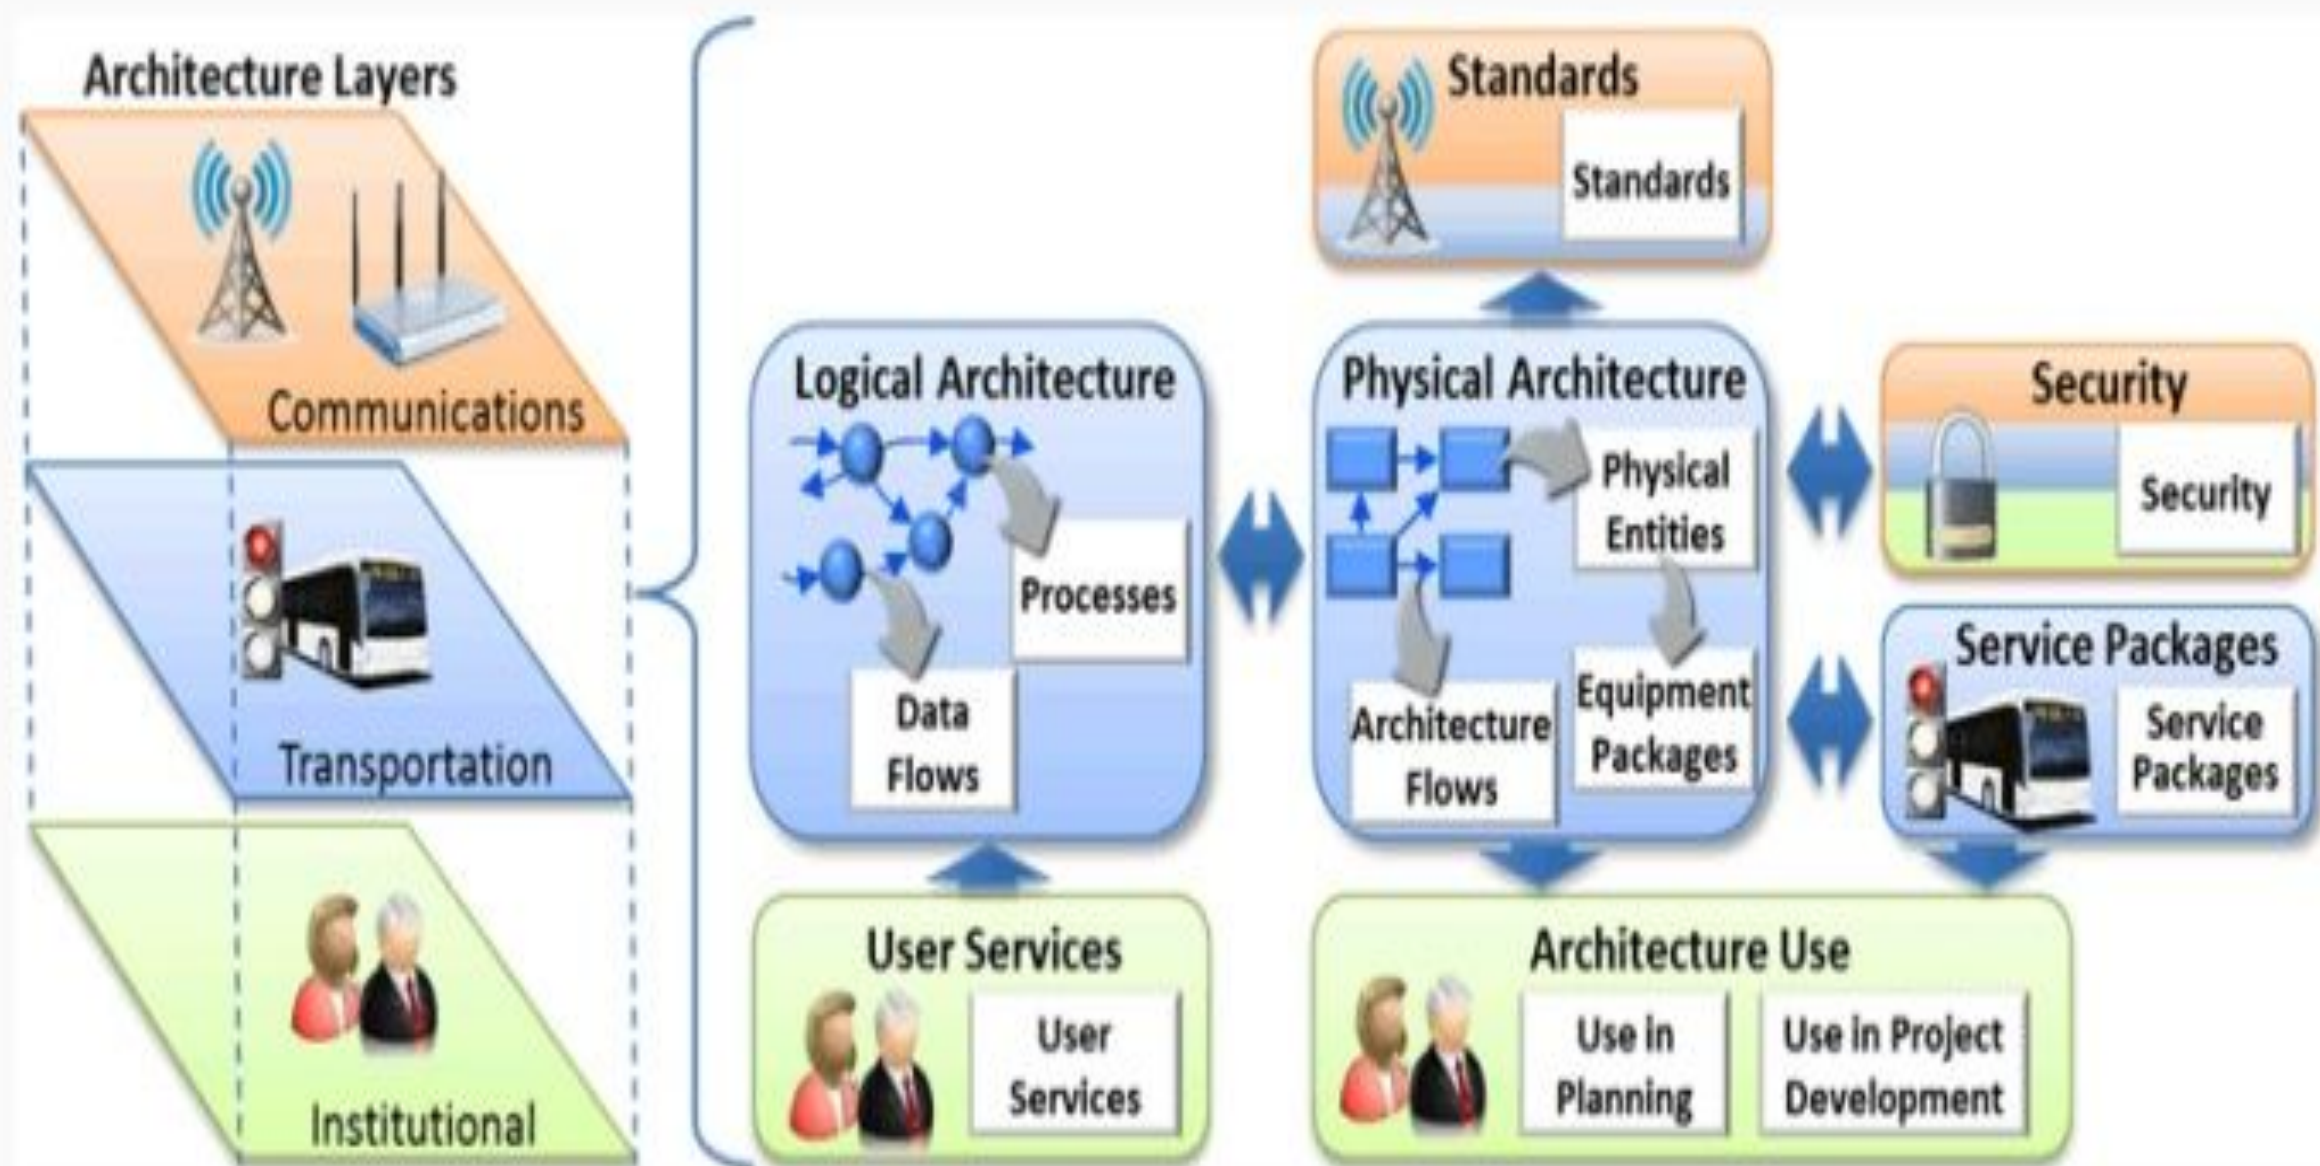 Architecture Layers
Communications
Transportation
Institutional
Standards
Standards
Logical Architecture
Processes
Data
Flows
Physical Architecture
Physical
Entities
Equipment
Packages
Architecture
Flows
Security
Security
Service Packages
Service
Packages
User Services
User
Services
Architecture Use
Use in
Planning
Use in Project
Development